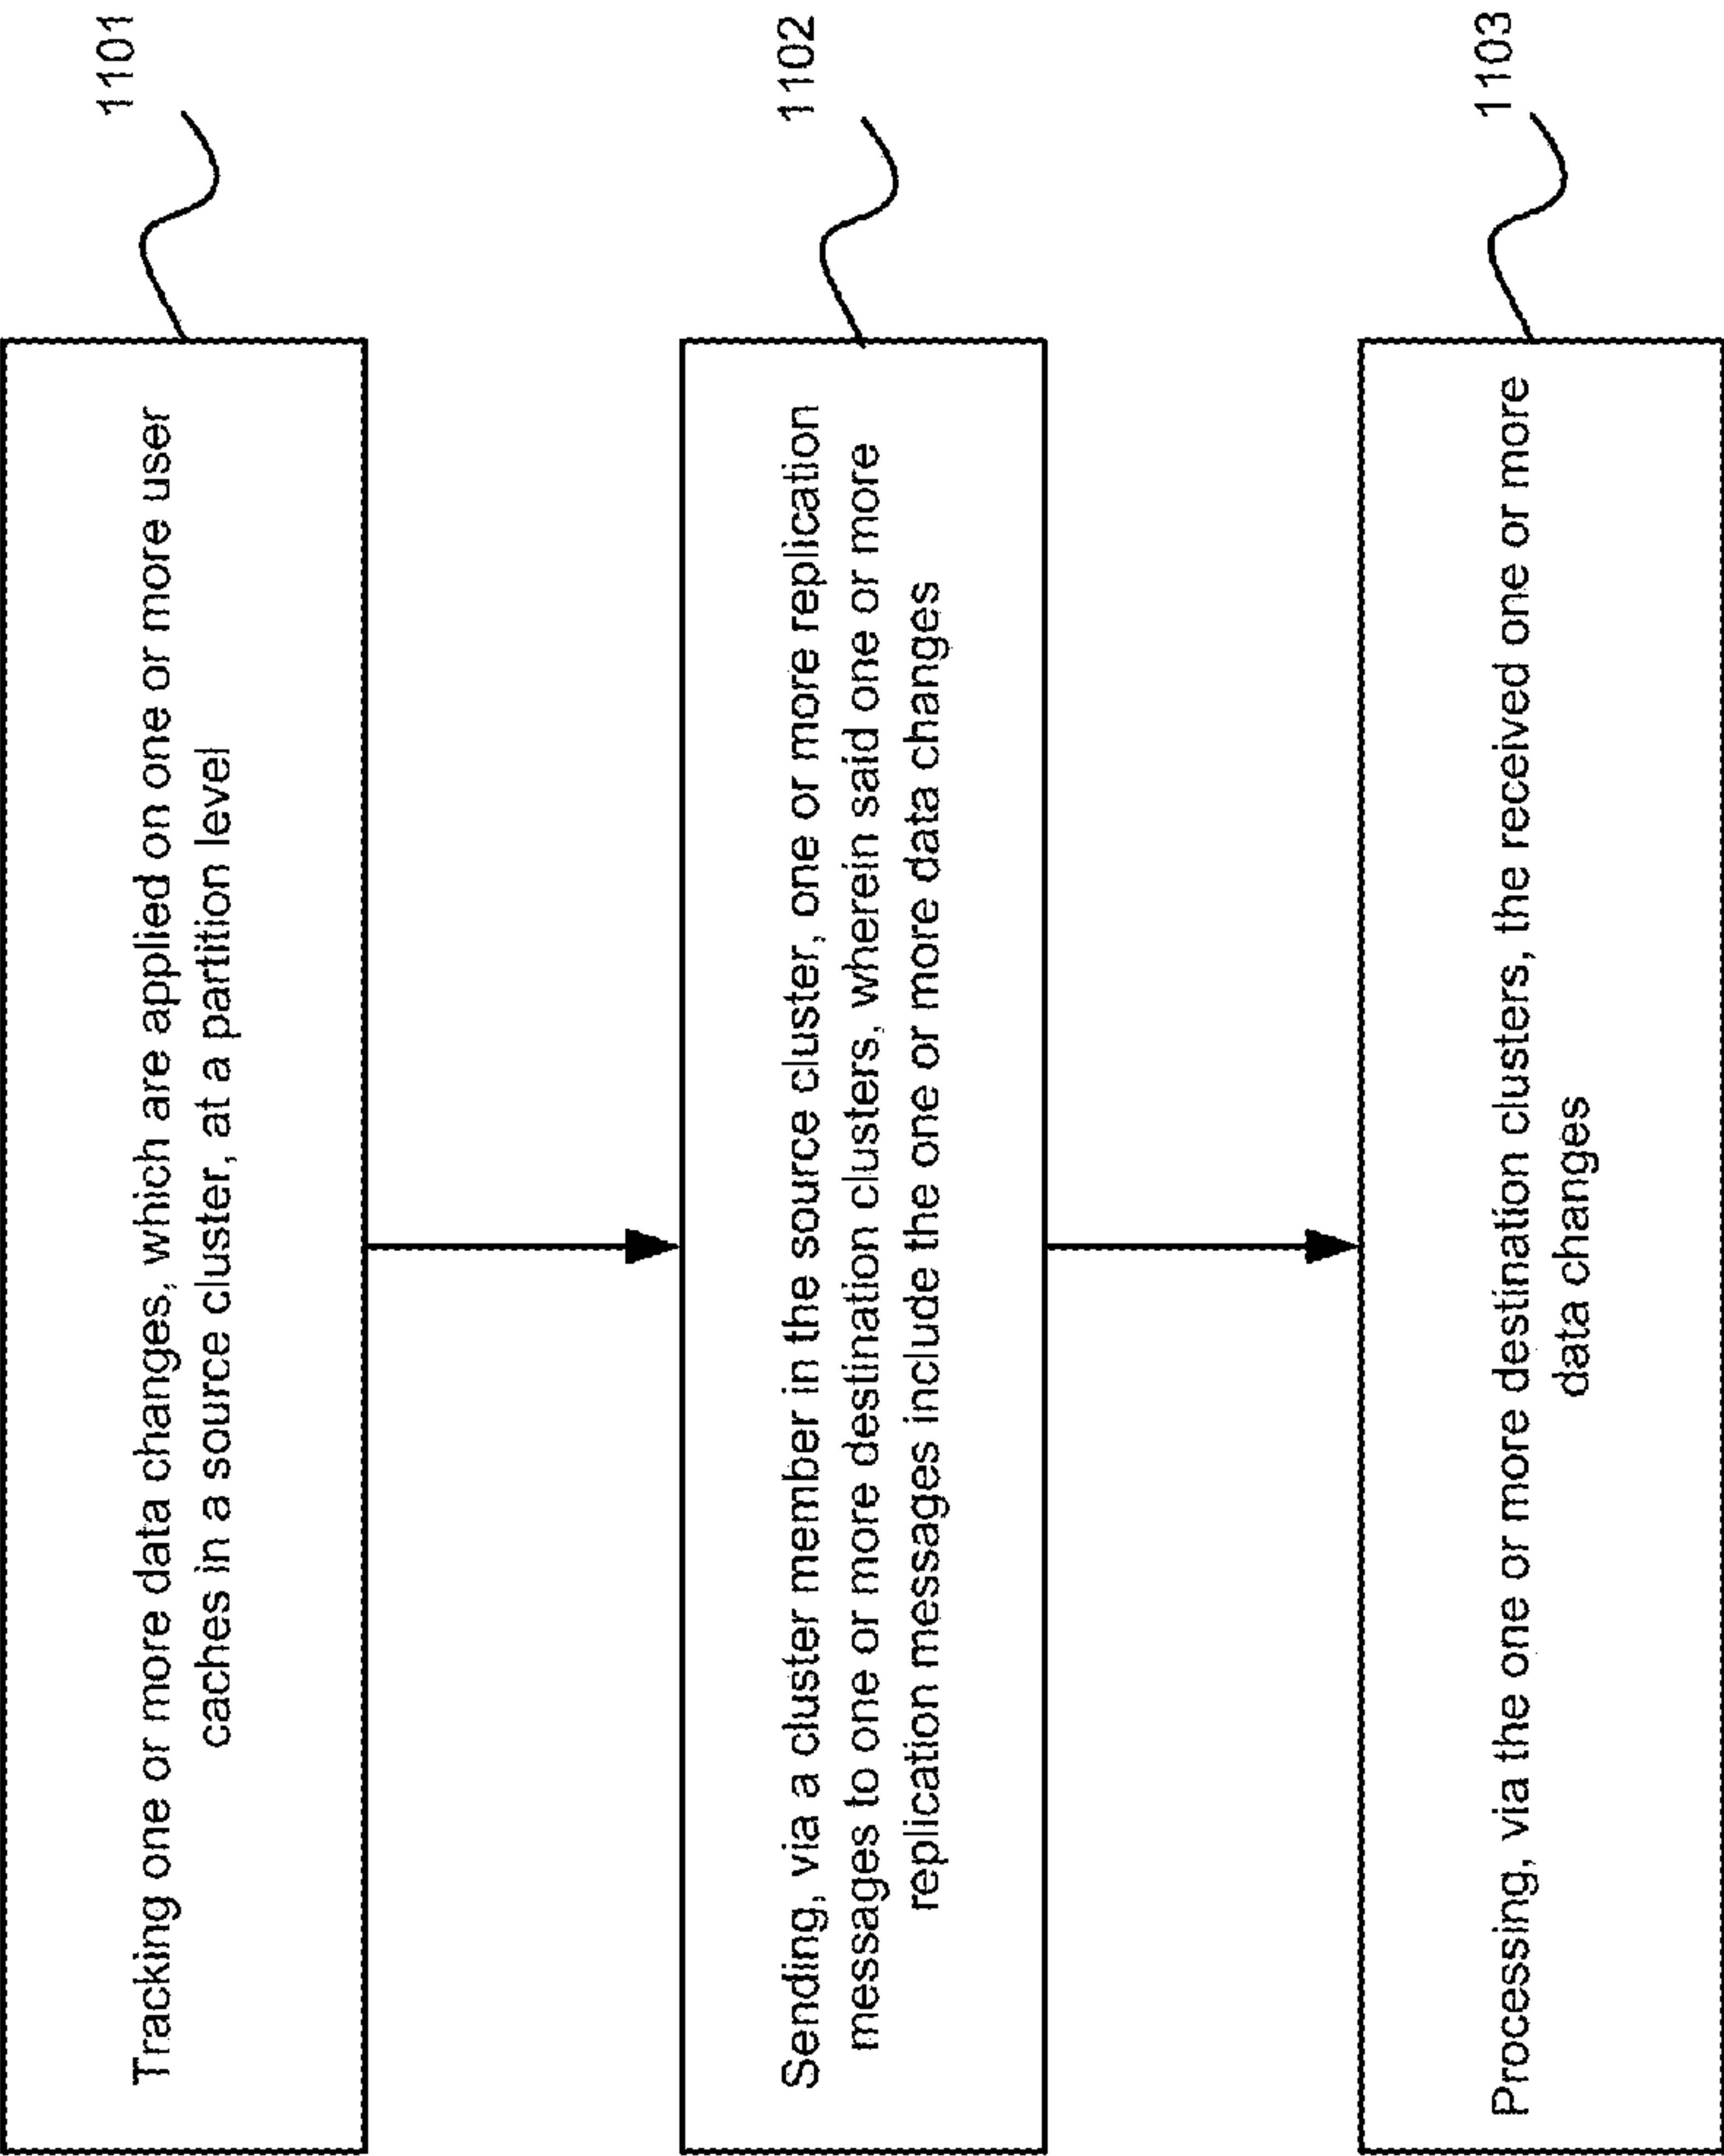 1101
Tracking one or more data changes, which are applied on one or more user
caches in a source cluster, at a partition level
1102
Sending, via a cluster member in the source cluster, one or more replication
messages to one or more destination clusters, wherein said one or more
replication messages include the one or more data changes
1103
Processing, via the one or more destination clusters, the received one or more
data changes